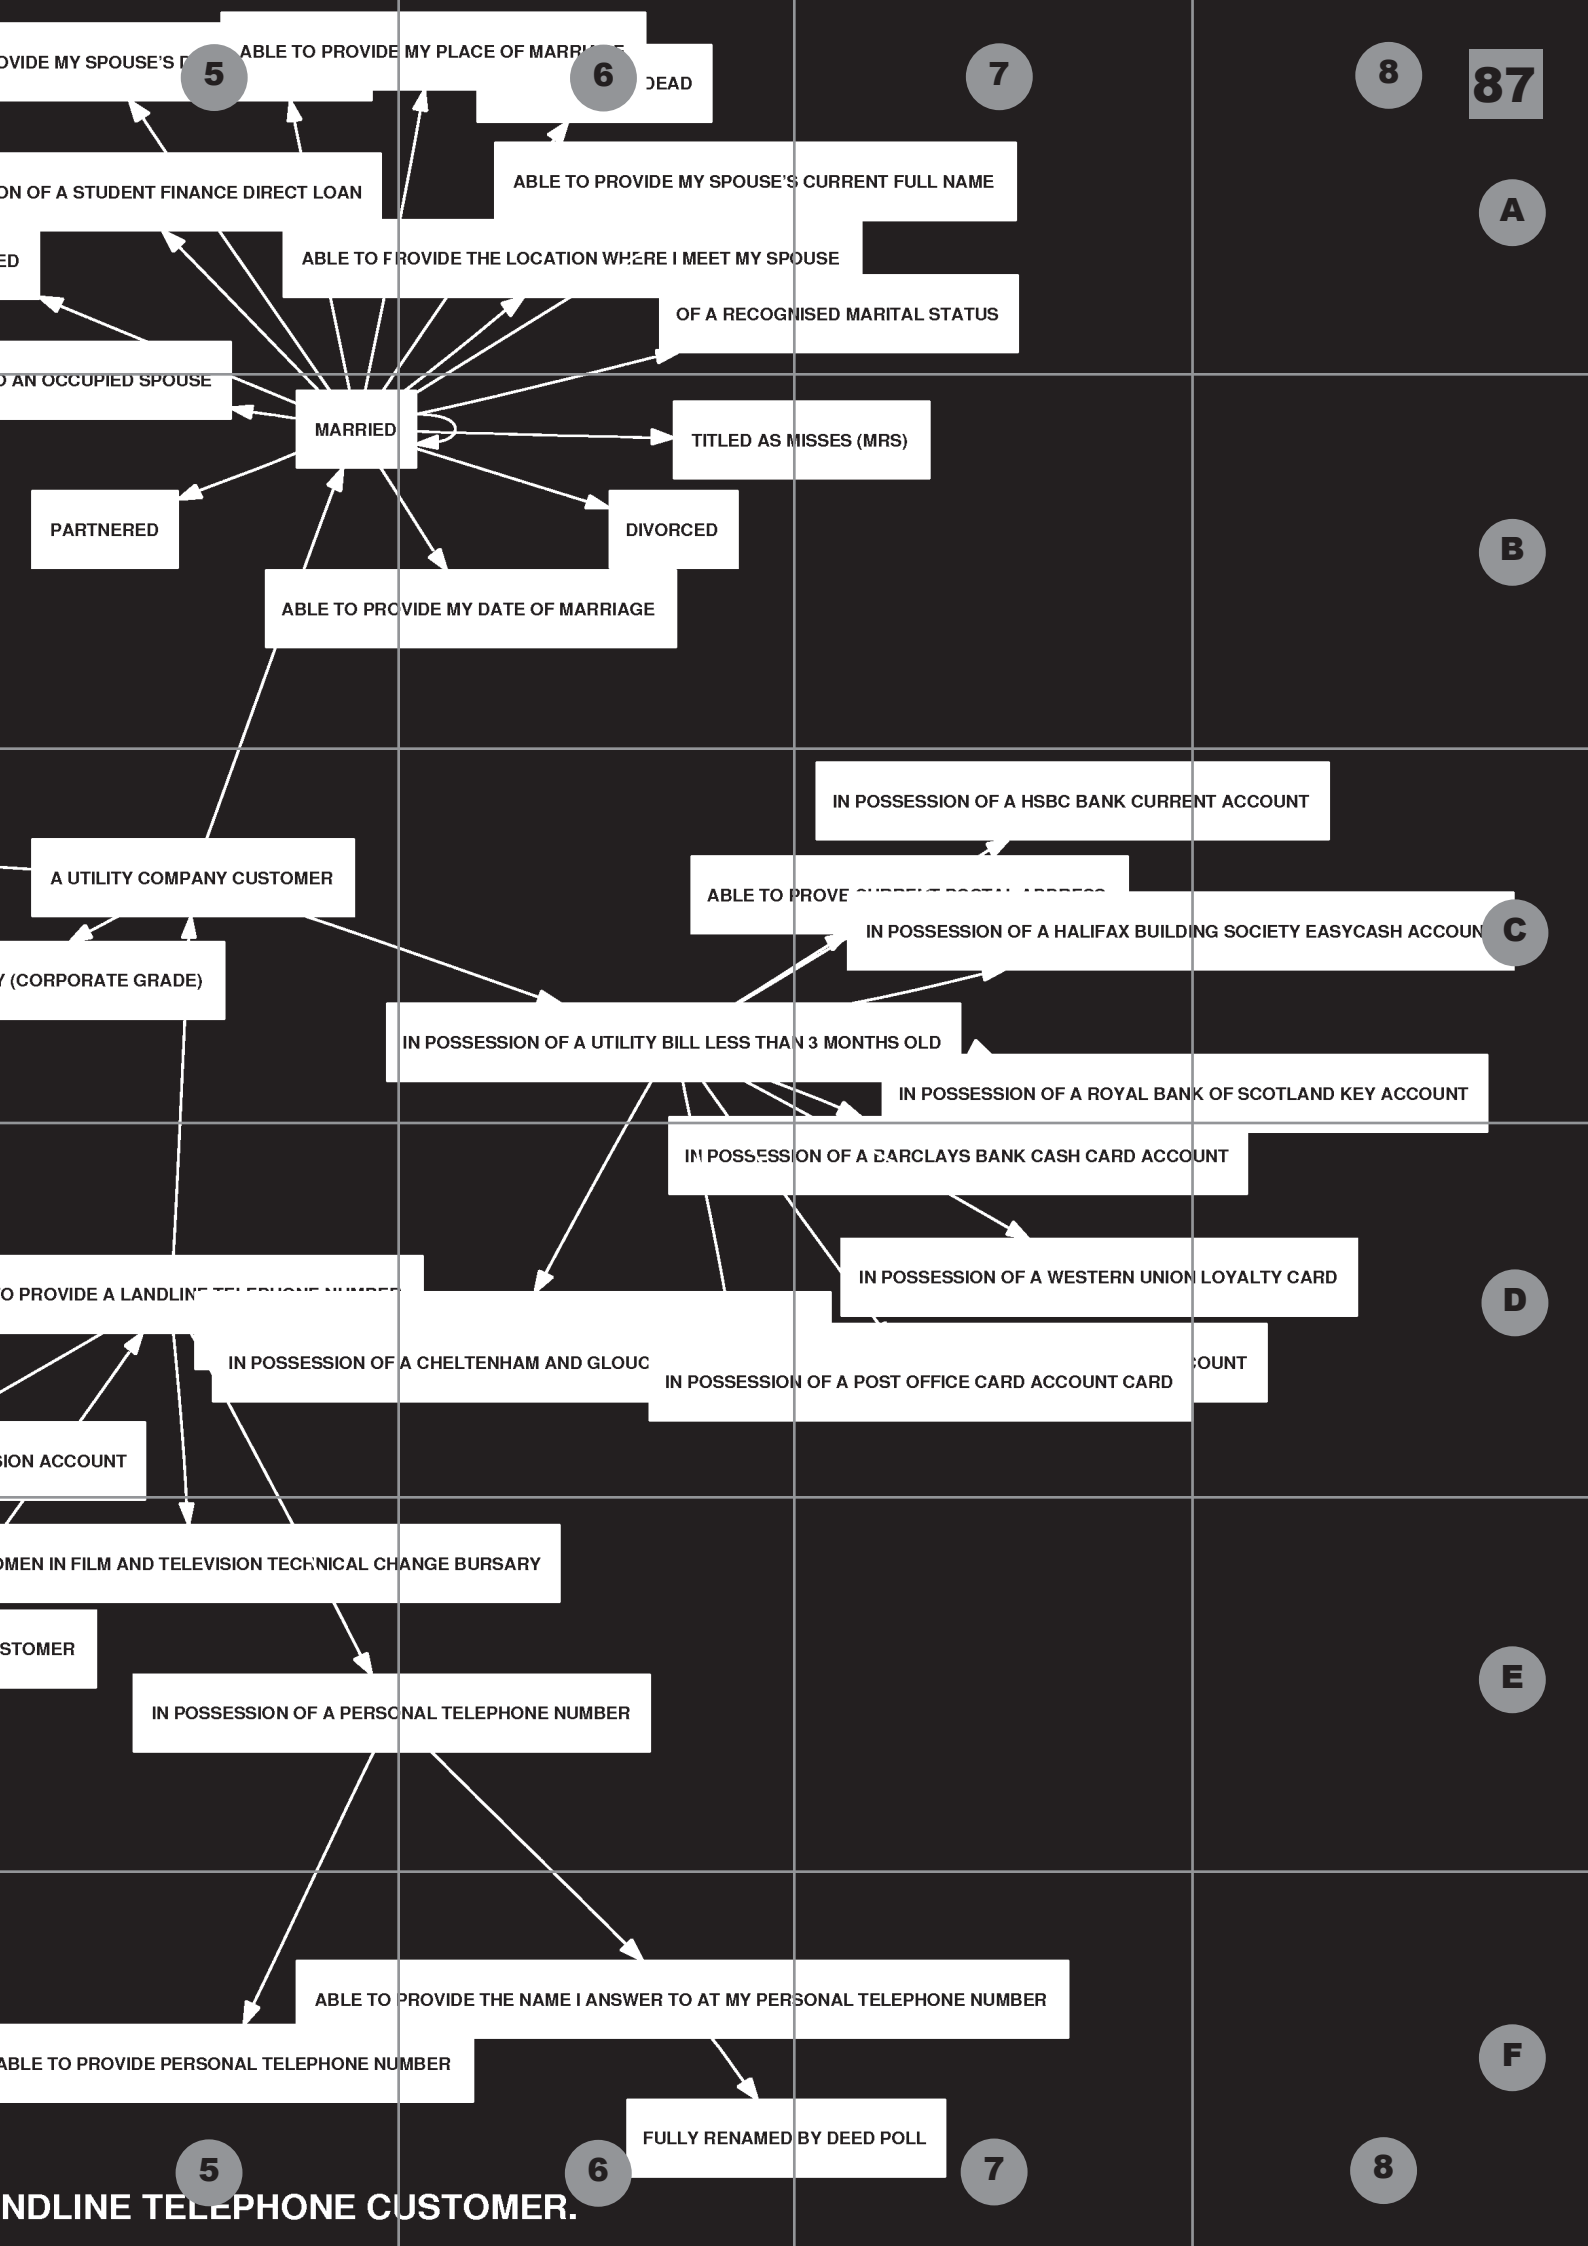 ABLE TO PROVIDE MY PLACE OF
MY SPOUSE'S
5
6
7
8
87
DEAD
ABLE TO PROVIDE MY SPOUSE'S CURRENT FULL NAME
OF A STUDENT FINANCE DIRECT LOAN
A
ABLE TO PROVIDE THE LOCATION WHERE I MEET MY SPOUSE
OF A RECOGNISED MARITAL STATUS
AN OCCUPIED SPOUSE
MARRIED
TITLED AS MISSES (MRS)
PARTNERED
DIVORCED
B
ABLE TO PROVIDE MY DATE OF MARRIAGE
IN POSSESSION OF A HSBC BANK CURRENT ACCOUNT
A UTILITY COMPANY CUSTOMER
ABLE TO PROVE CURRENT POSTAL ADDRESS
IN POSSESSION OF A HALIFAX BUILDING SOCIETY EASYCASH ACCOUN
C
(CORPORATE GRADE)
IN POSSESSION OF A UTILITY BILL LESS THAN 3 MONTHS OLD
IN POSSESSION OF A ROYAL BANK OF SCOTLAND KEY ACCOUNT
IN POSSESSION OF A BARCLAYS BANK CASH CARD ACCOUNT
IN POSSESSION OF A WESTERN UNION LOYALTY CARD
TO PROVIDE A LANDLINE TELEPHONE NUMBER
D
IN POSSESSION OF A CHELTENHAM AND GLOUC
COUNT
IN POSSESSION OF A POST OFFICE CARD ACCOUNT CARD
SION ACCOUNT
OMEN IN FILM AND TELEVISION TECHNICAL CHANGE BURSARY
STOMER
E
IN POSSESSION OF A PERSONAL TELEPHONE NUMBER
ABLE TO PROVIDE THE NAME I ANSWER TO AT MY PERSONAL TELEPHONE NUMBER
ABLE TO PROVIDE PERSONAL TELEPHONE NUMBER
F
FULLY RENAMED BY DEED POLL
5
6
7
8
NDLINE TELEPHONE CUSTOMER.